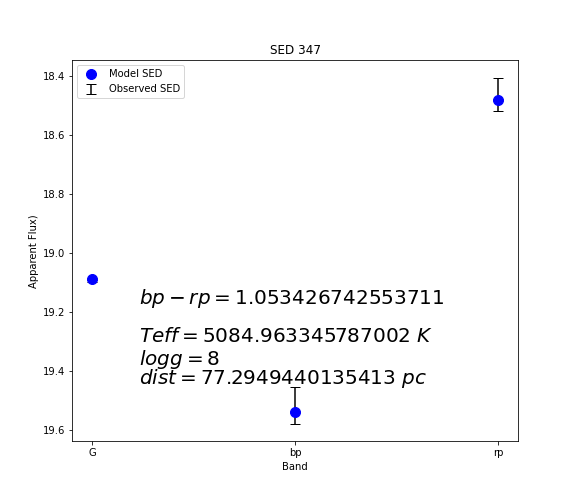 SED 347
Model SED
Observed SED
18.4
18.6
18.8
19.0
19.2
19.4
19.6
Apparent Flux)
bp − rp = 1.053426742553711
Teff = 5084.963345787002 K
logg = 8
dist = 77.2949440135413 pc
G
bp
rp
Band